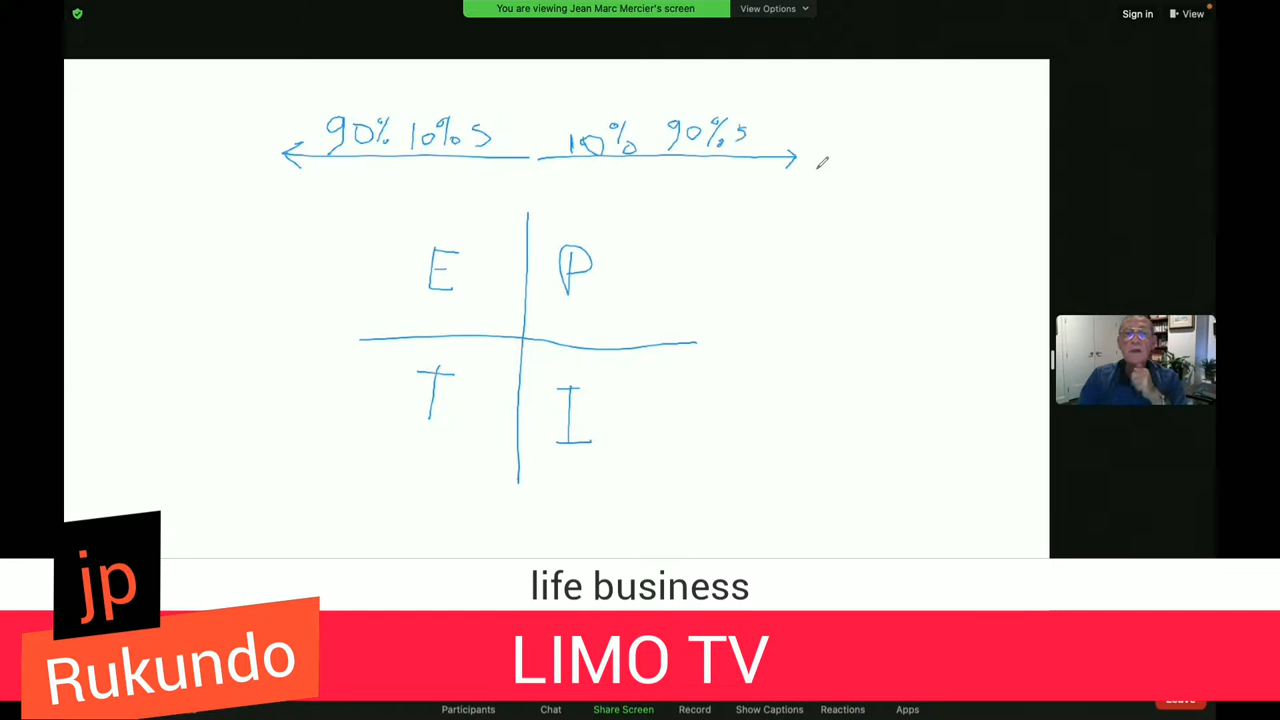 You are viewing Jean Marc Mercier's screen
View Options
Sign in
View
90% 10% $
10% 90% $
E
P
T
I
jp
Rukundo
life business
LIMO TV
Participants
Chat
Share Screen
Record
Show Captions
Reactions
Apps
Leave